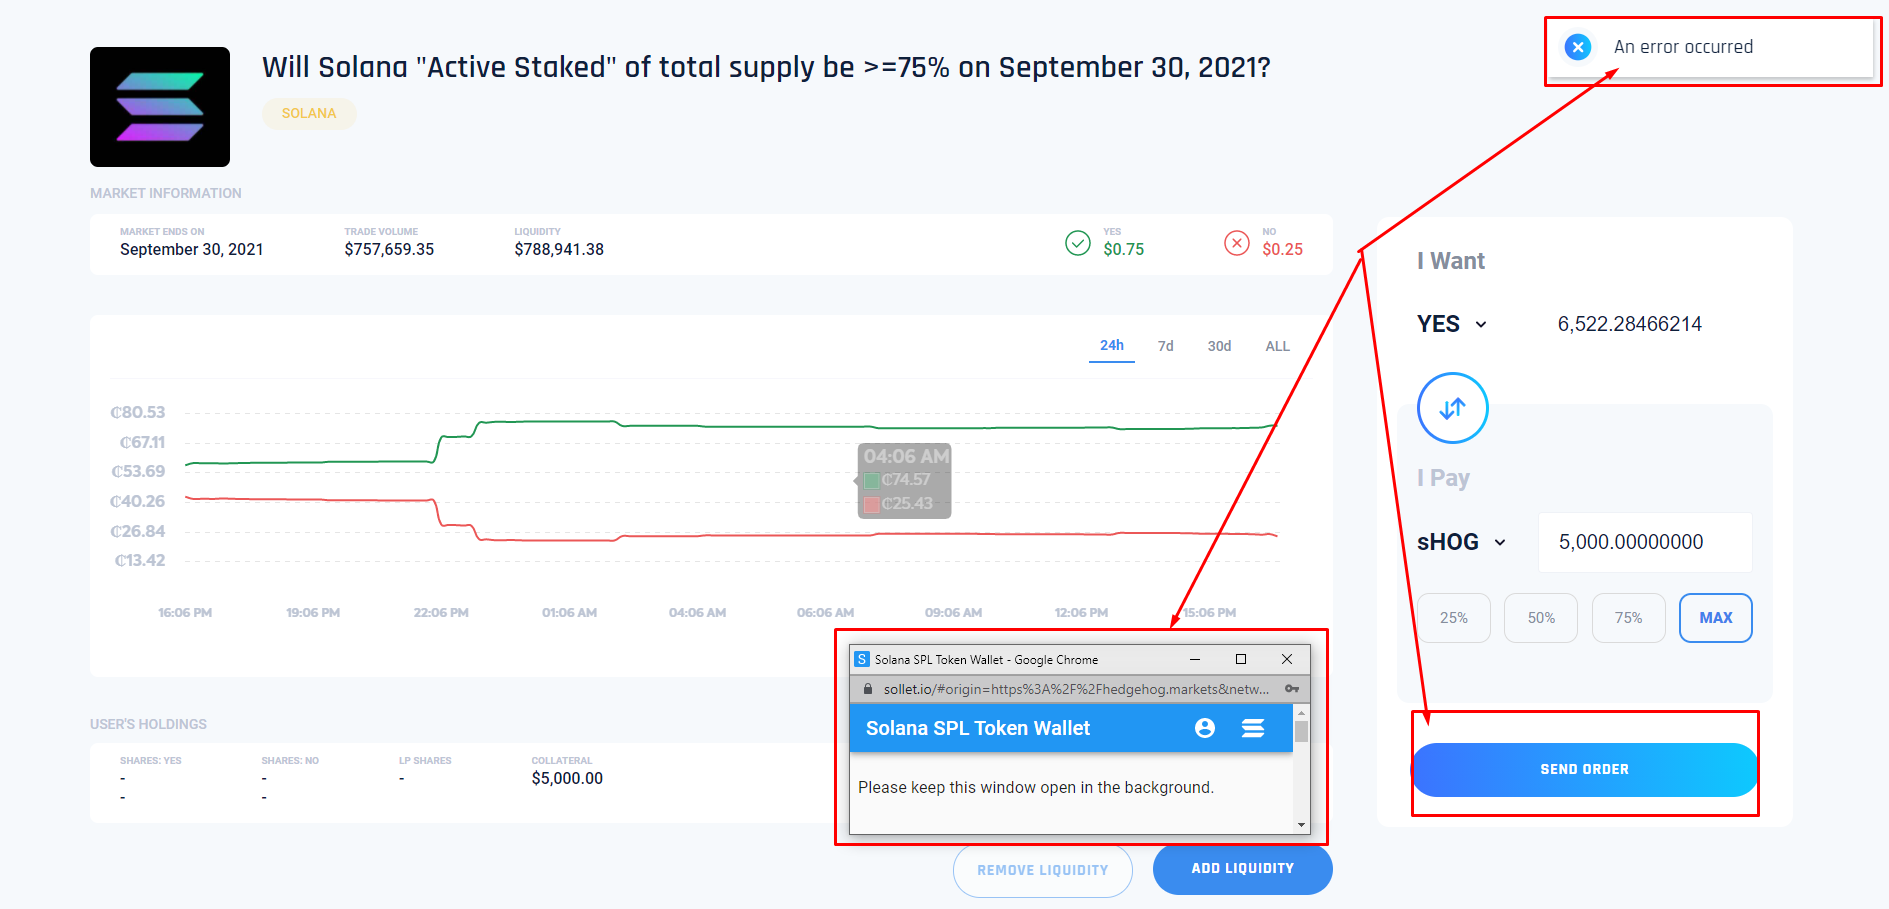 An error occurred
Will Solana "Active Staked" of total supply be >=75% on September 30, 2021?
SOLANA
MARKET INFORMATION
MARKET ENDS ON
September 30, 2021
TRADE VOLUME
$757,659.35
LIQUIDITY
$788,941.38
YES
$0.75
NO
$0.25
24h 7d 30d ALL
₵80.53
₵67.11
₵53.69
₵40.26
₵26.84
₵13.42
04:06 AM
₵74.57
₵25.43
16:06 PM 19:06 PM 22:06 PM 01:06 AM 04:06 AM 06:06 AM 09:06 AM 12:06 PM 15:06 PM
I Want
YES 6,522.28466214
I Pay
sHOG 5,000.00000000
25% 50% 75% MAX
SEND ORDER
USER'S HOLDINGS
SHARES: YES
-
-
SHARES: NO
-
-
LP SHARES
-
COLLATERAL
$5,000.00
S Solana SPL Token Wallet - Google Chrome
sollet.io/#origin=https%3A%2F%2Fhedgehog.markets&netw...
Solana SPL Token Wallet
Please keep this window open in the background.
REMOVE LIQUIDITY
ADD LIQUIDITY